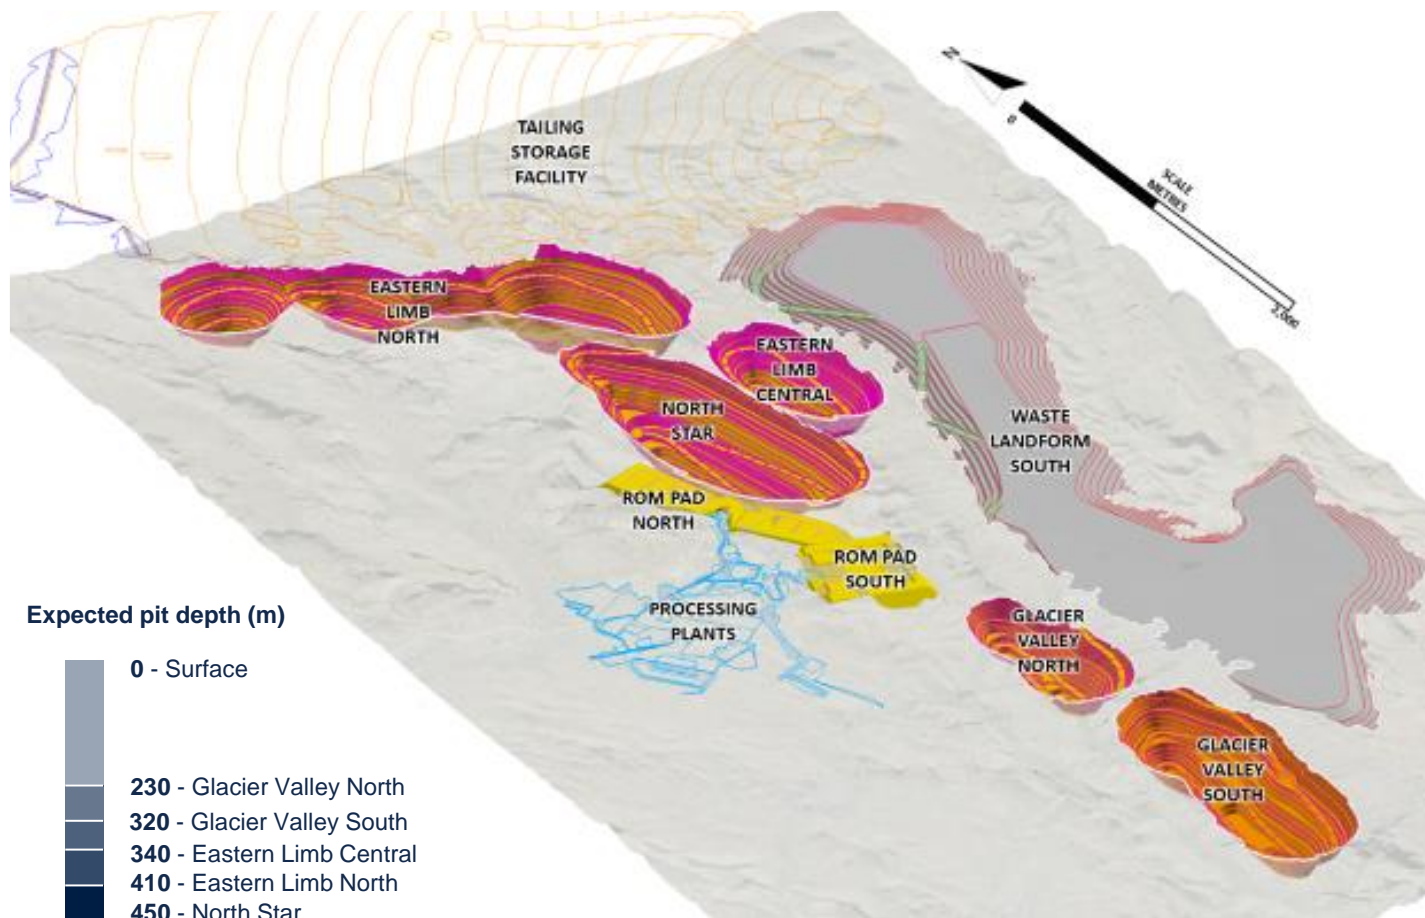 N
0
SCALE
METRES
2,000
TAILING
STORAGE
FACILITY
EASTERN
LIMB
NORTH
EASTERN
LIMB
CENTRAL
NORTH
STAR
WASTE
LANDFORM
SOUTH
ROM PAD
NORTH
ROM PAD
SOUTH
PROCESSING
PLANTS
GLACIER
VALLEY
NORTH
GLACIER
VALLEY
SOUTH
Expected pit depth (m)
0 - Surface
230 - Glacier Valley North
320 - Glacier Valley South
340 - Eastern Limb Central
410 - Eastern Limb North
450 - North Star